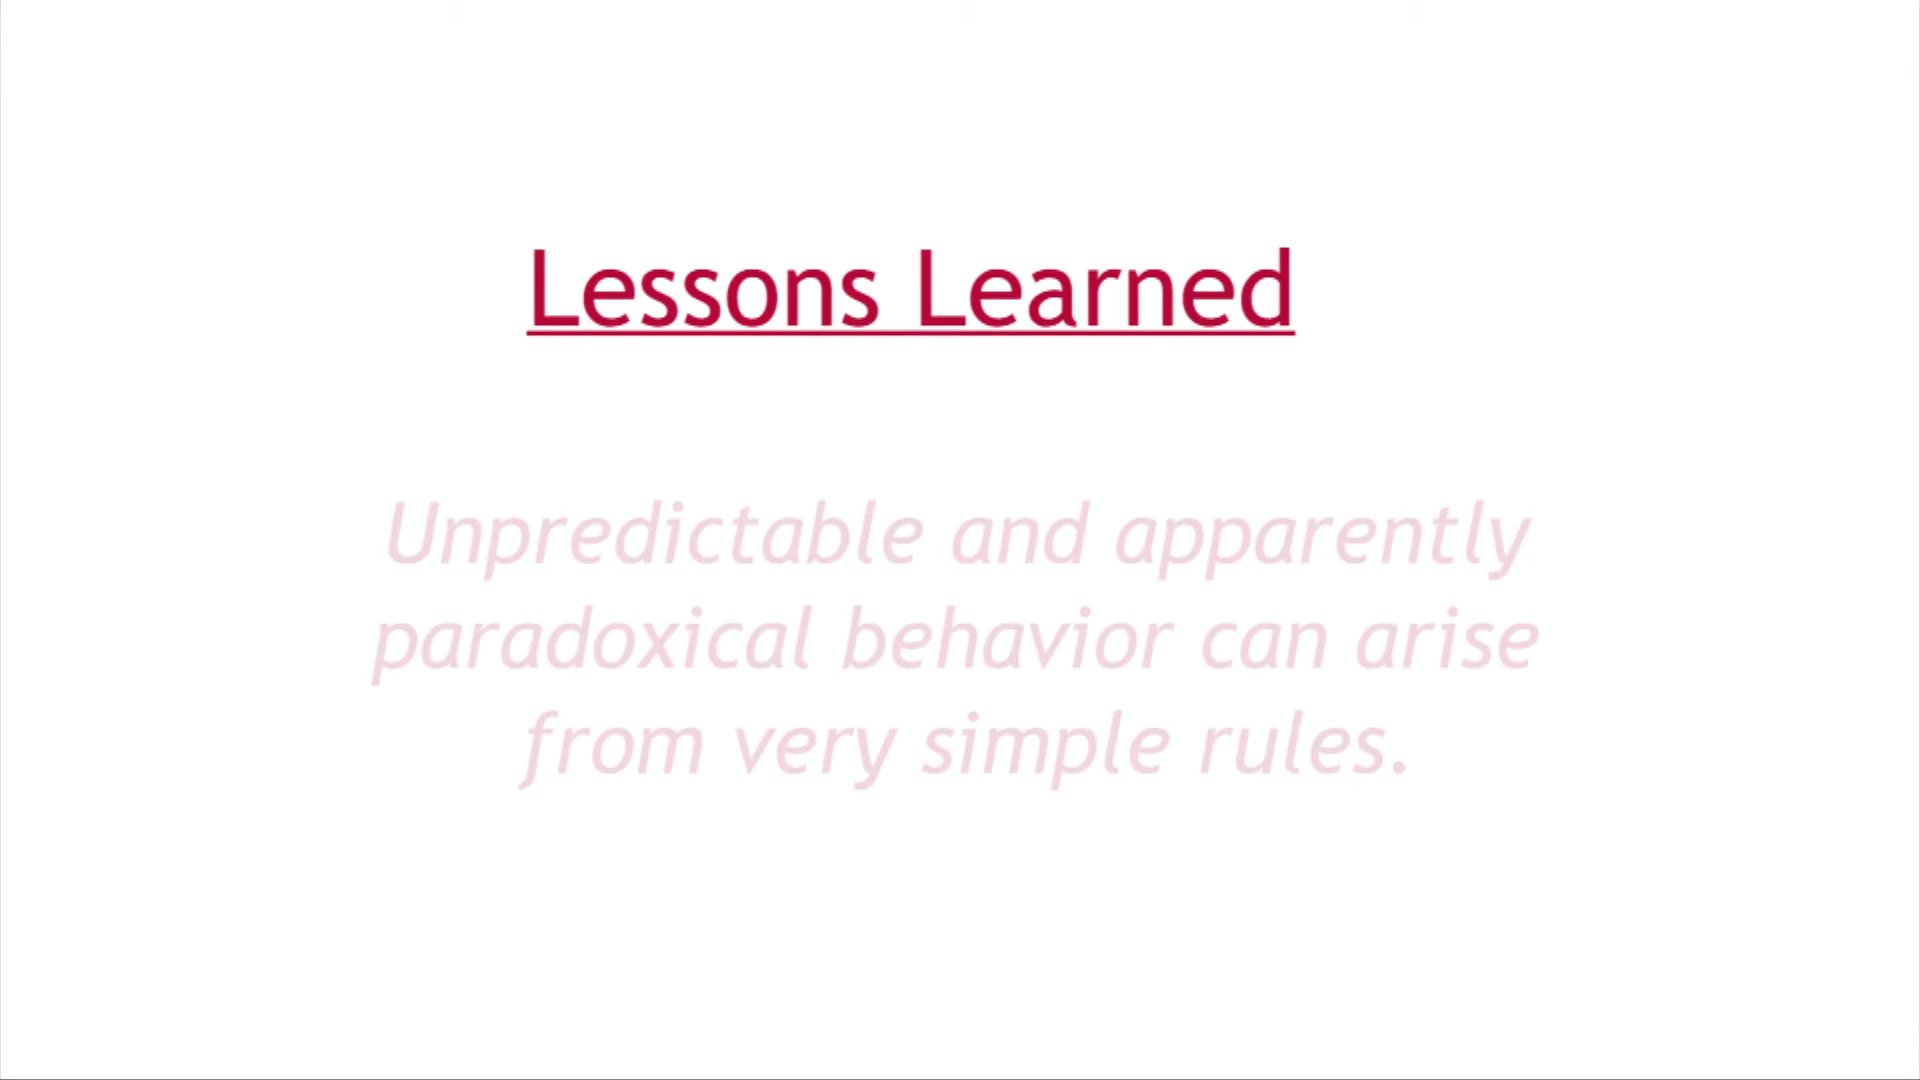 Lessons Learned
Unpredictable and apparently
paradoxical behavior can arise
from very simple rules.